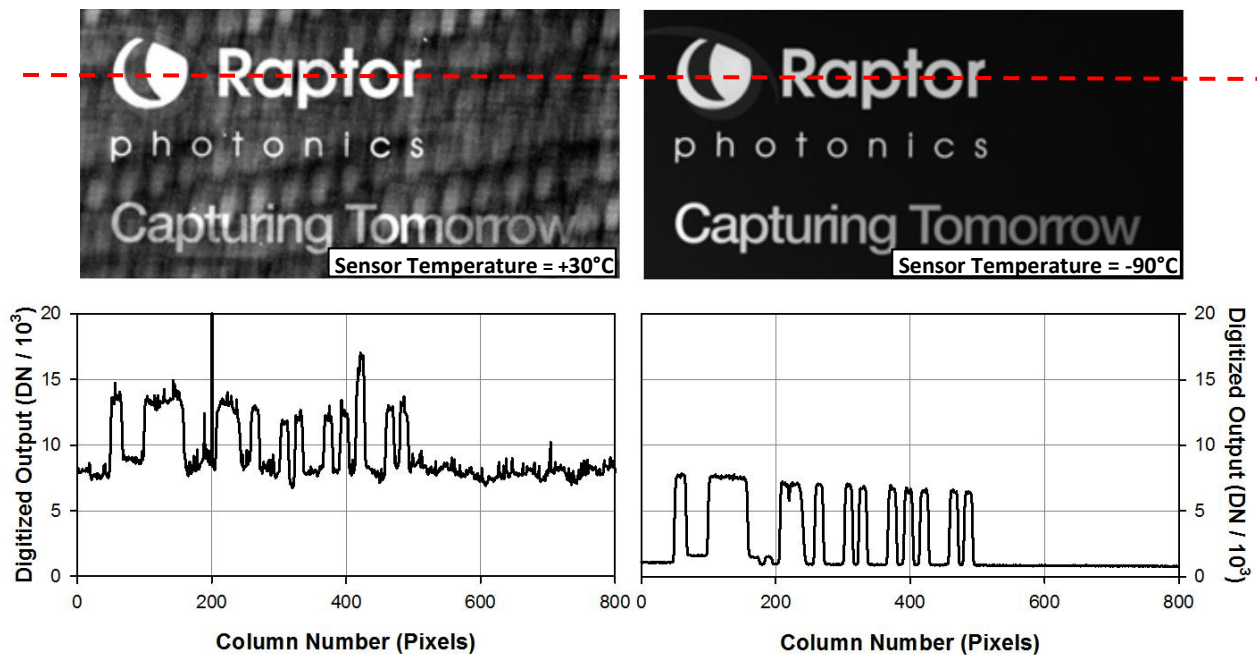 Raptor
photonics
Capturing Tomorrow
Sensor Temperature = +30°C
Raptor
photonics
Capturing Tomorrow
Sensor Temperature = -90°C
Digitized Output (DN / 10³)
20
15
10
5
0
0 200 400 600 800
Column Number (Pixels)
20
15
10
5
0
Digitized Output (DN / 10³)
0 200 400 600 800
Column Number (Pixels)